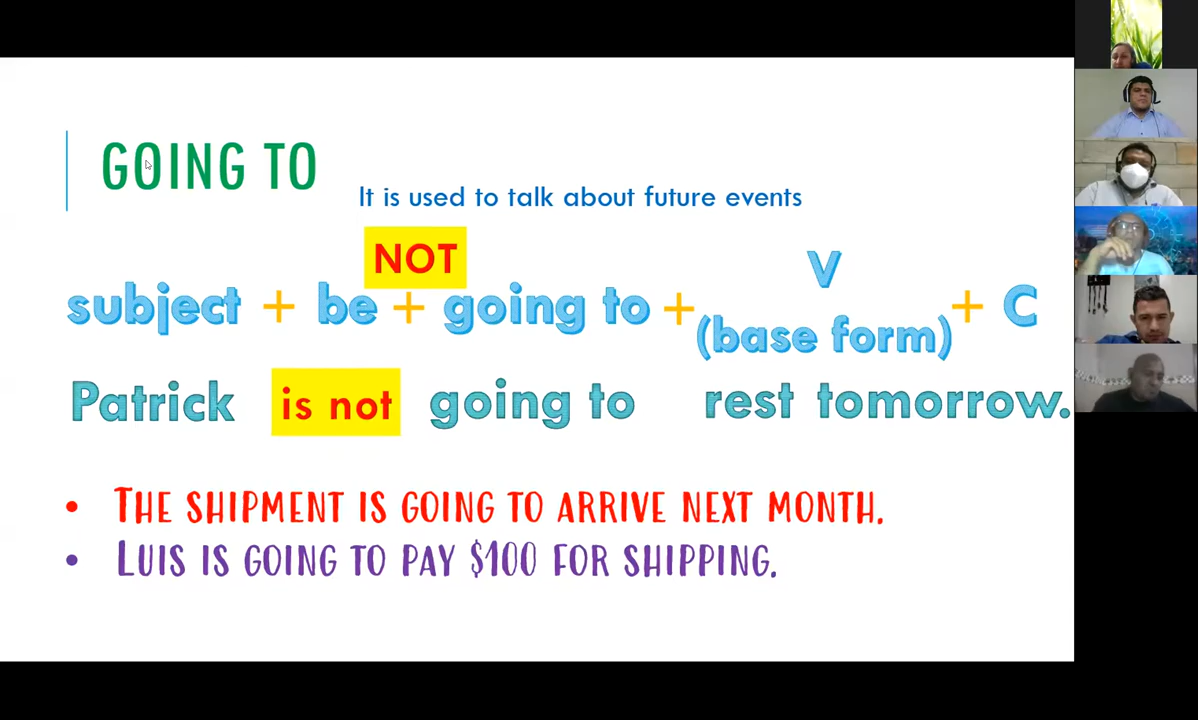 GOING TO
It is used to talk about future events
NOT
subject + be + going to + V (base form) + C
Patrick is not going to rest tomorrow.
• THE SHIPMENT IS GOING TO ARRIVE NEXT MONTH.
• LUIS IS GOING TO PAY $100 FOR SHIPPING.